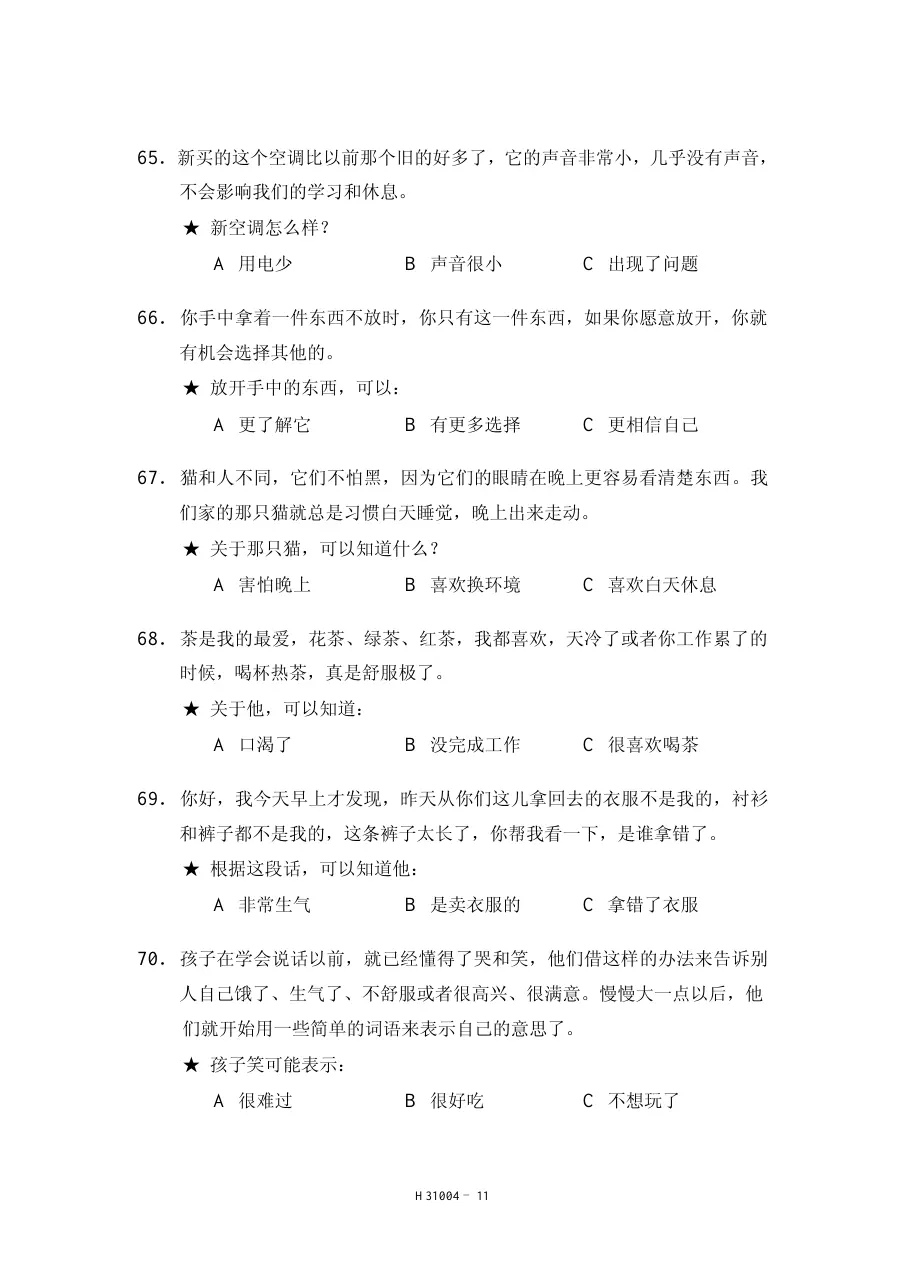 65. 新买的这个空调比以前那个旧的好多了，它的声音非常小，几乎没有声音，
不会影响我们的学习和休息。
★ 新空调怎么样？
A 用电少 B 声音很小 C 出现了问题
66. 你手中拿着一件东西不放时，你只有这一件东西，如果你愿意放开，你就
有机会选择其他的。
★ 放开手中的东西，可以：
A 更了解它 B 有更多选择 C 更相信自己
67. 猫和人不同，它们不怕黑，因为它们的眼睛在晚上更容易看清楚东西。我
们家的那只猫就总是习惯白天睡觉，晚上出来走动。
★ 关于那只猫，可以知道什么？
A 害怕晚上 B 喜欢换环境 C 喜欢白天休息
68. 茶是我的最爱，花茶、绿茶、红茶，我都喜欢，天冷了或者你工作累了的
时候，喝杯热茶，真是舒服极了。
★ 关于他，可以知道：
A 口渴了 B 没完成工作 C 很喜欢喝茶
69. 你好，我今天早上才发现，昨天从你们这儿拿回去的衣服不是我的，衬衫
和裤子都不是我的，这条裤子太长了，你帮我看一下，是谁拿错了。
★ 根据这段话，可以知道他：
A 非常生气 B 是卖衣服的 C 拿错了衣服
70. 孩子在学会说话以前，就已经懂得了哭和笑，他们借这样的办法来告诉别
人自己饿了、生气了、不舒服或者很高兴、很满意。慢慢大一点以后，他
们就开始用一些简单的词语来表示自己的意思了。
★ 孩子笑可能表示：
A 很难过 B 很好吃 C 不想玩了
H31004 – 11